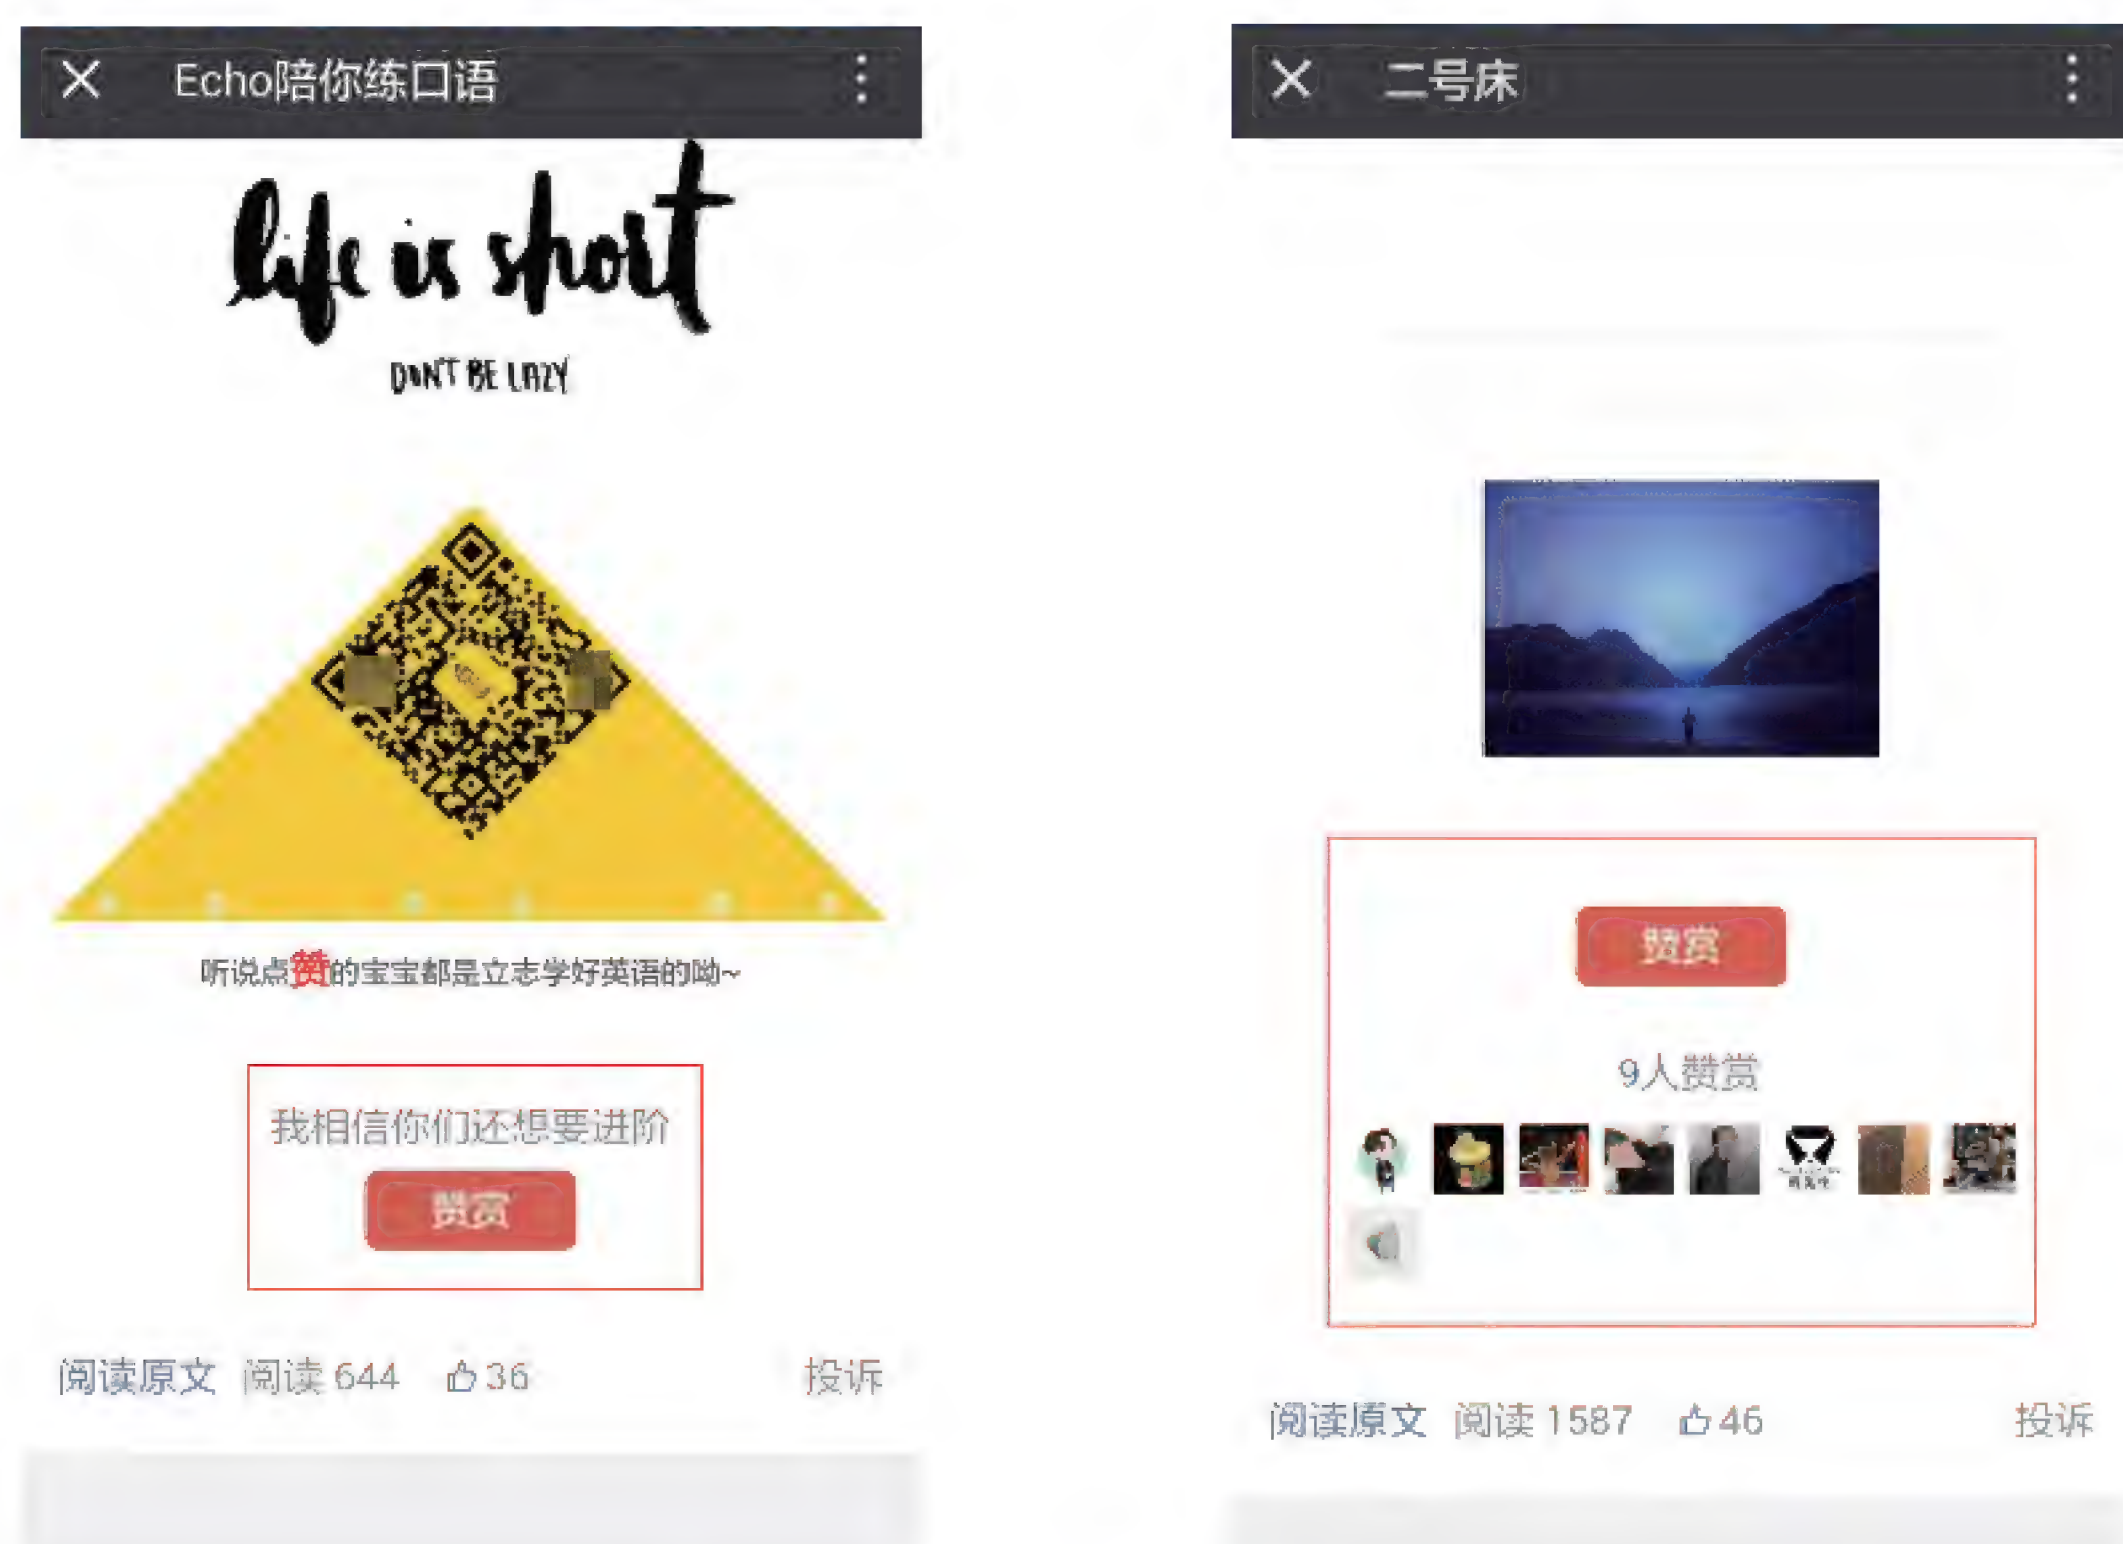 Echo陪你练口语
life is short
DON'T BE LAZY
听说点赞的宝宝都是立志学好英语的呦~
我相信你们还想要进阶
赞赏
阅读原文 阅读 644 36 投诉
二号床
赞赏
9人赞赏
阅读原文 阅读 1587 46 投诉